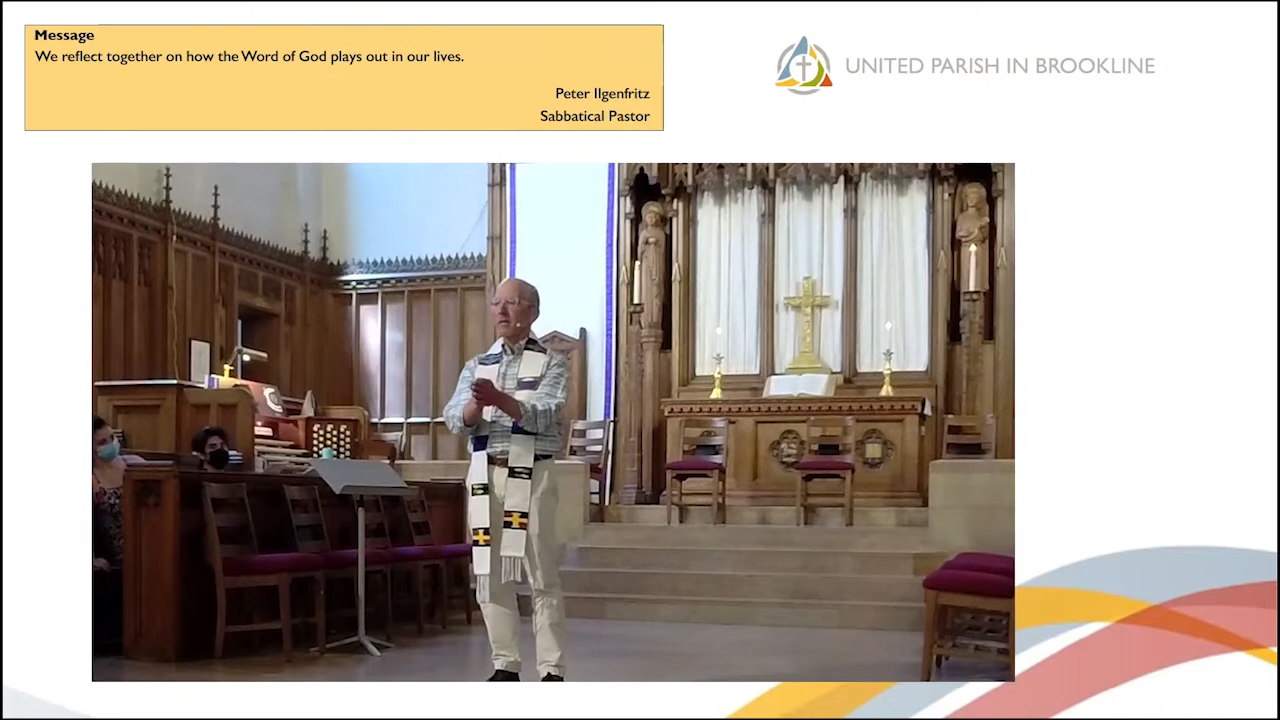 Message
We reflect together on how the Word of God plays out in our lives.
Peter Ilgenfritz
Sabbatical Pastor
UNITED PARISH IN BROOKLINE